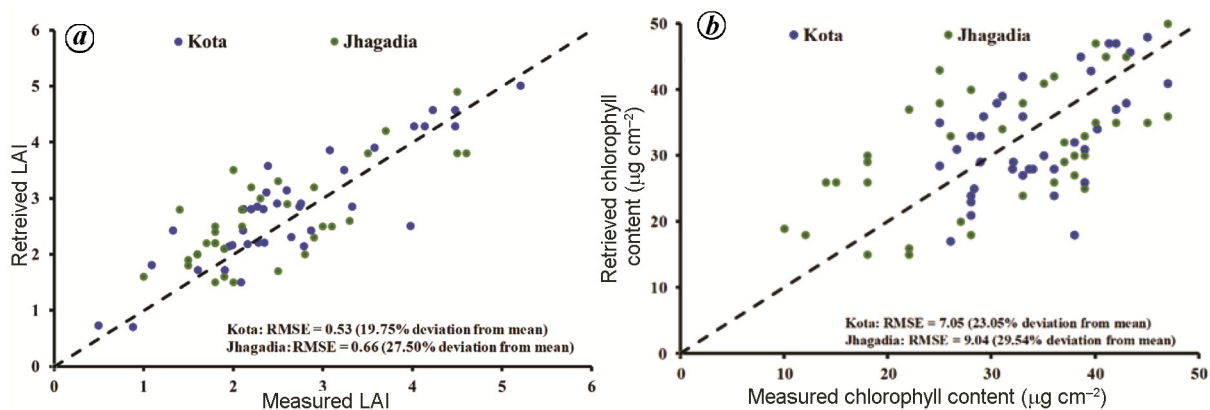 a
Kota
Jhagadia
Retreived LAI
6
5
4
3
2
1
0
Kota: RMSE = 0.53 (19.75% deviation from mean)
Jhagadia: RMSE = 0.66 (27.50% deviation from mean)
0 1 2 3 4 5 6
Measured LAI
b
Kota
Jhagadia
Retrieved chlorophyll
content (μg cm⁻²)
50
40
30
20
10
0
Kota: RMSE = 7.05 (23.05% deviation from mean)
Jhagadia: RMSE = 9.04 (29.54% deviation from mean)
0 10 20 30 40 50
Measured chlorophyll content (μg cm⁻²)